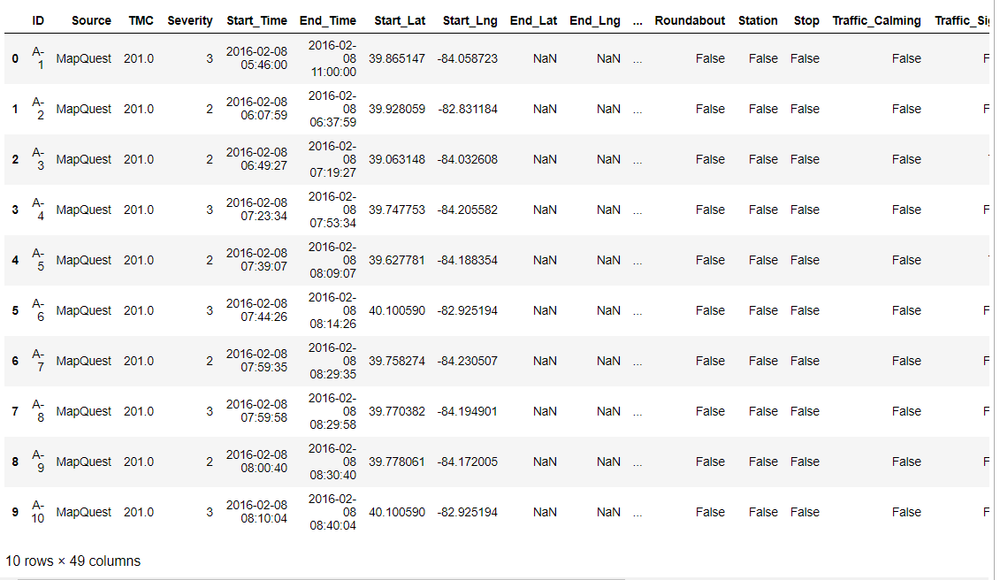 ID Source TMC Severity Start_Time End_Time Start_Lat Start_Lng End_Lat End_Lng ... Roundabout Station Stop Traffic_Calming Traffic_Sig
0 A-1 MapQuest 201.0 3 2016-02-08 05:46:00 2016-02-08 11:00:00 39.865147 -84.058723 NaN NaN ... False False False False F
1 A-2 MapQuest 201.0 2 2016-02-08 06:07:59 2016-02-08 06:37:59 39.928059 -82.831184 NaN NaN ... False False False False F
2 A-3 MapQuest 201.0 2 2016-02-08 06:49:27 2016-02-08 07:19:27 39.063148 -84.032608 NaN NaN ... False False False False
3 A-4 MapQuest 201.0 3 2016-02-08 07:23:34 2016-02-08 07:53:34 39.747753 -84.205582 NaN NaN ... False False False False F
4 A-5 MapQuest 201.0 2 2016-02-08 07:39:07 2016-02-08 08:09:07 39.627781 -84.188354 NaN NaN ... False False False False
5 A-6 MapQuest 201.0 3 2016-02-08 07:44:26 2016-02-08 08:14:26 40.100590 -82.925194 NaN NaN ... False False False False F
6 A-7 MapQuest 201.0 2 2016-02-08 07:59:35 2016-02-08 08:29:35 39.758274 -84.230507 NaN NaN ... False False False False F
7 A-8 MapQuest 201.0 3 2016-02-08 07:59:58 2016-02-08 08:29:58 39.770382 -84.194901 NaN NaN ... False False False False F
8 A-9 MapQuest 201.0 2 2016-02-08 08:00:40 2016-02-08 08:30:40 39.778061 -84.172005 NaN NaN ... False False False False F
9 A-10 MapQuest 201.0 3 2016-02-08 08:10:04 2016-02-08 08:40:04 40.100590 -82.925194 NaN NaN ... False False False False F
10 rows × 49 columns